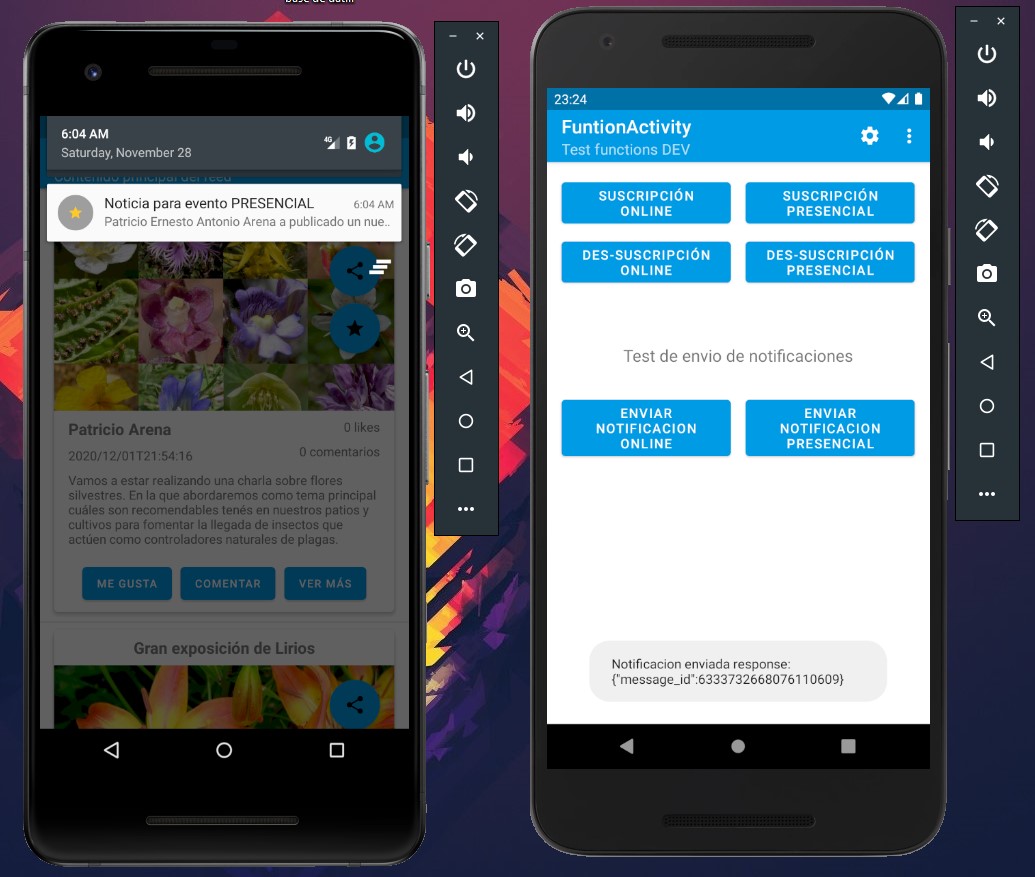 6:04 AM
Saturday, November 28
4G
Contenido principal del feed
Noticia para evento PRESENCIAL
6:04 AM
Patricio Ernesto Antonio Arena a publicado un nue..
Patricio Arena
0 likes
2020/12/01T21:54:16
0 comentarios
Vamos a estar realizando una charla sobre flores
silvestres. En la que abordaremos como tema principal
cuáles son recomendables tenés en nuestros patios y
cultivos para fomentar la llegada de insectos que
actúen como controladores naturales de plagas.
ME GUSTA
COMENTAR
VER MÁS
Gran exposición de Lirios
23:24
FuntionActivity
Test functions DEV
SUSCRIPCIÓN
ONLINE
SUSCRIPCIÓN
PRESENCIAL
DES-SUSCRIPCIÓN
ONLINE
DES-SUSCRIPCIÓN
PRESENCIAL
Test de envio de notificaciones
ENVIAR
NOTIFICACION
ONLINE
ENVIAR
NOTIFICACION
PRESENCIAL
Notificacion enviada response:
{"message_id":6333732668076110609}